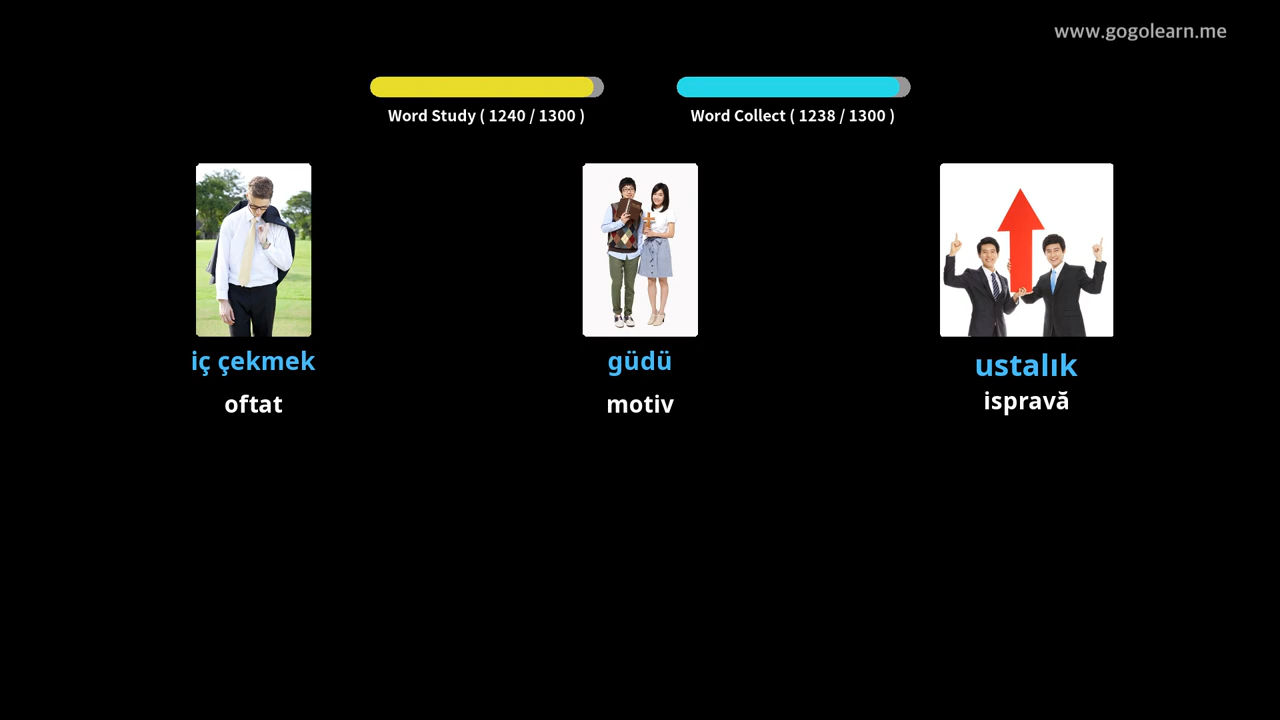 www.gogolearn.me
Word Study ( 1240 / 1300 )
Word Collect ( 1238 / 1300 )
iç çekmek
oftat
güdü
motiv
ustalık
ispravă